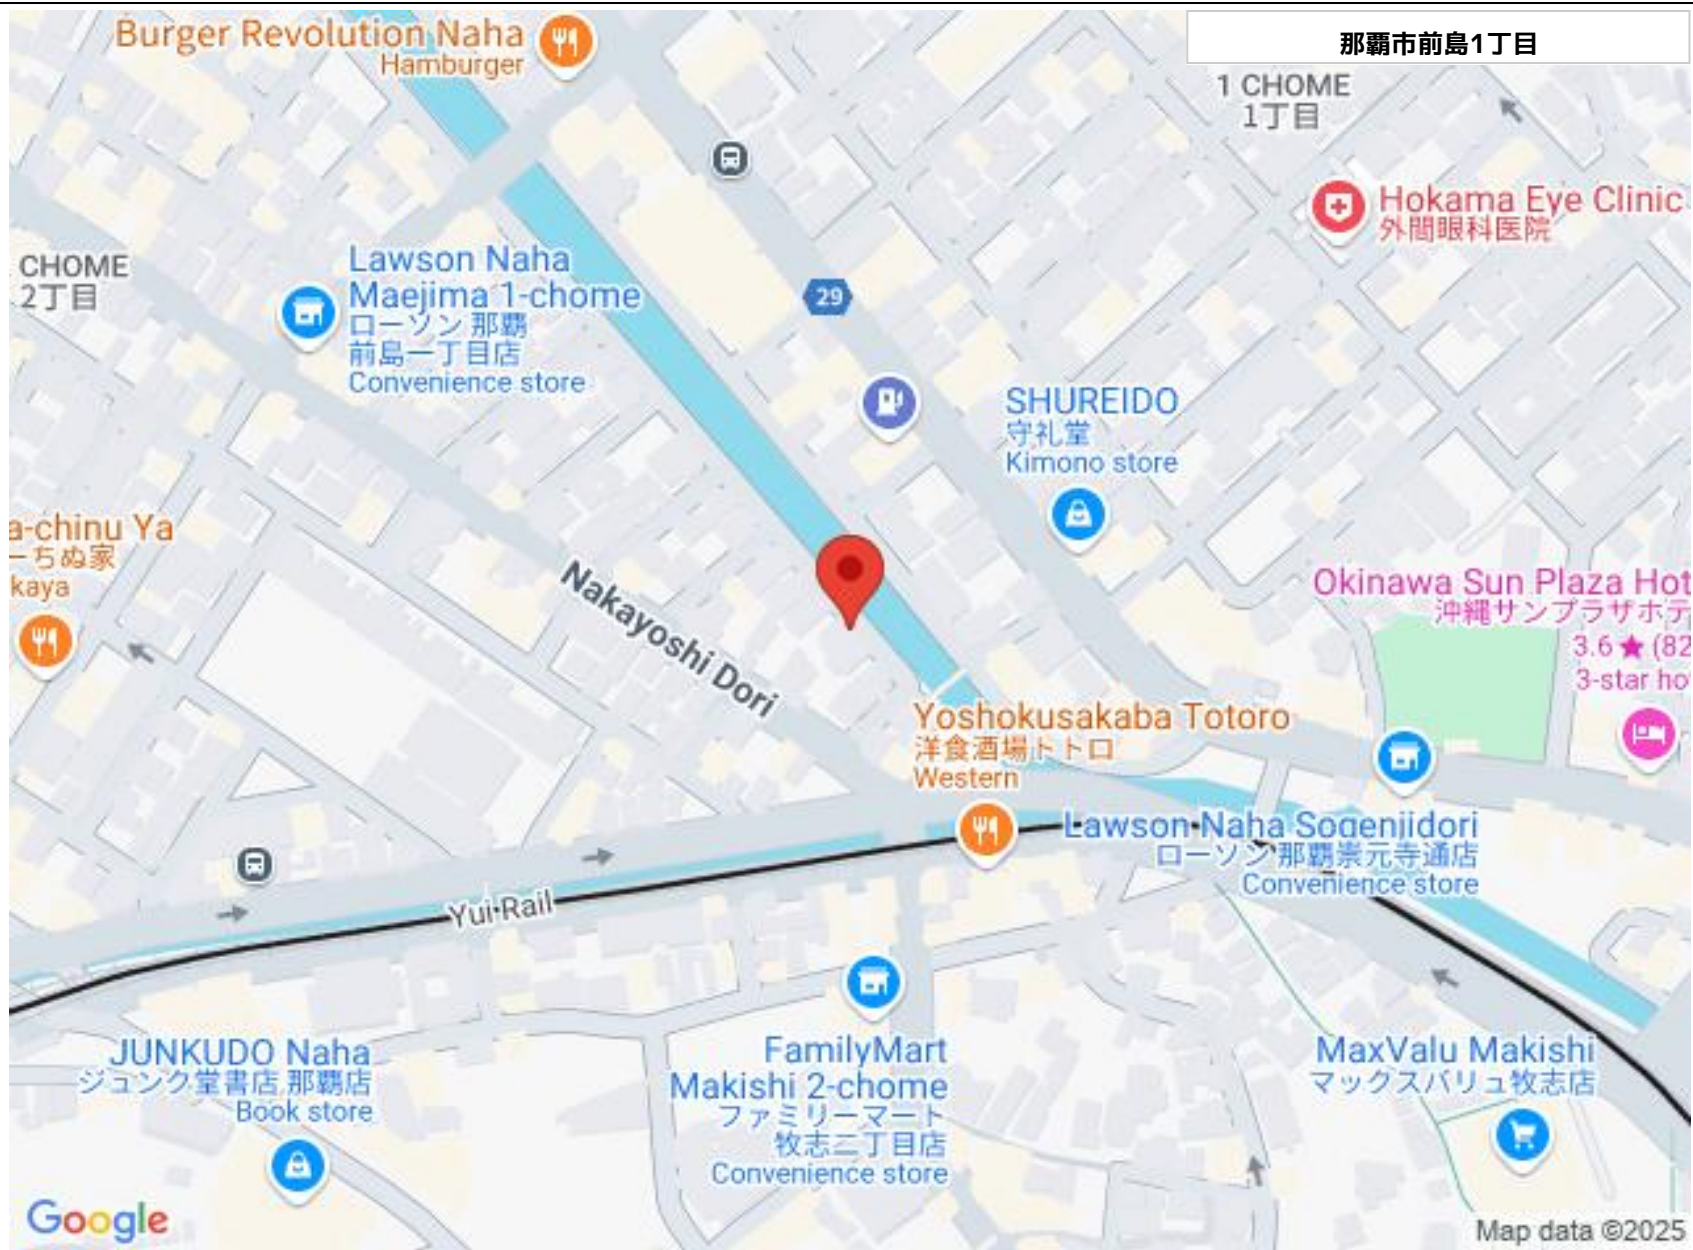 那覇市前島1丁目
Burger Revolution Naha
Hamburger
1 CHOME
1丁目
Hokama Eye Clinic
外間眼科医院
CHOME
2丁目
Lawson Naha
Maejima 1-chome
ローソン 那覇
前島一丁目店
Convenience store
29
SHUREIDO
守礼堂
Kimono store
a-chinu Ya
ーちぬ家
kaya
Nakayoshi Dori
Okinawa Sun Plaza Hot
沖縄サンプラザホテ
3.6 ★ (82
3-star ho
Yoshokusakaba Totoro
洋食酒場トトロ
Western
Lawson Naha Sogenjidori
ローソン 那覇崇元寺通店
Convenience store
Yui Rail
JUNKUDO Naha
ジュンク堂書店 那覇店
Book store
FamilyMart
Makishi 2-chome
ファミリーマート
牧志二丁目店
Convenience store
MaxValu Makishi
マックスバリュ牧志店
Google
Map data ©2025